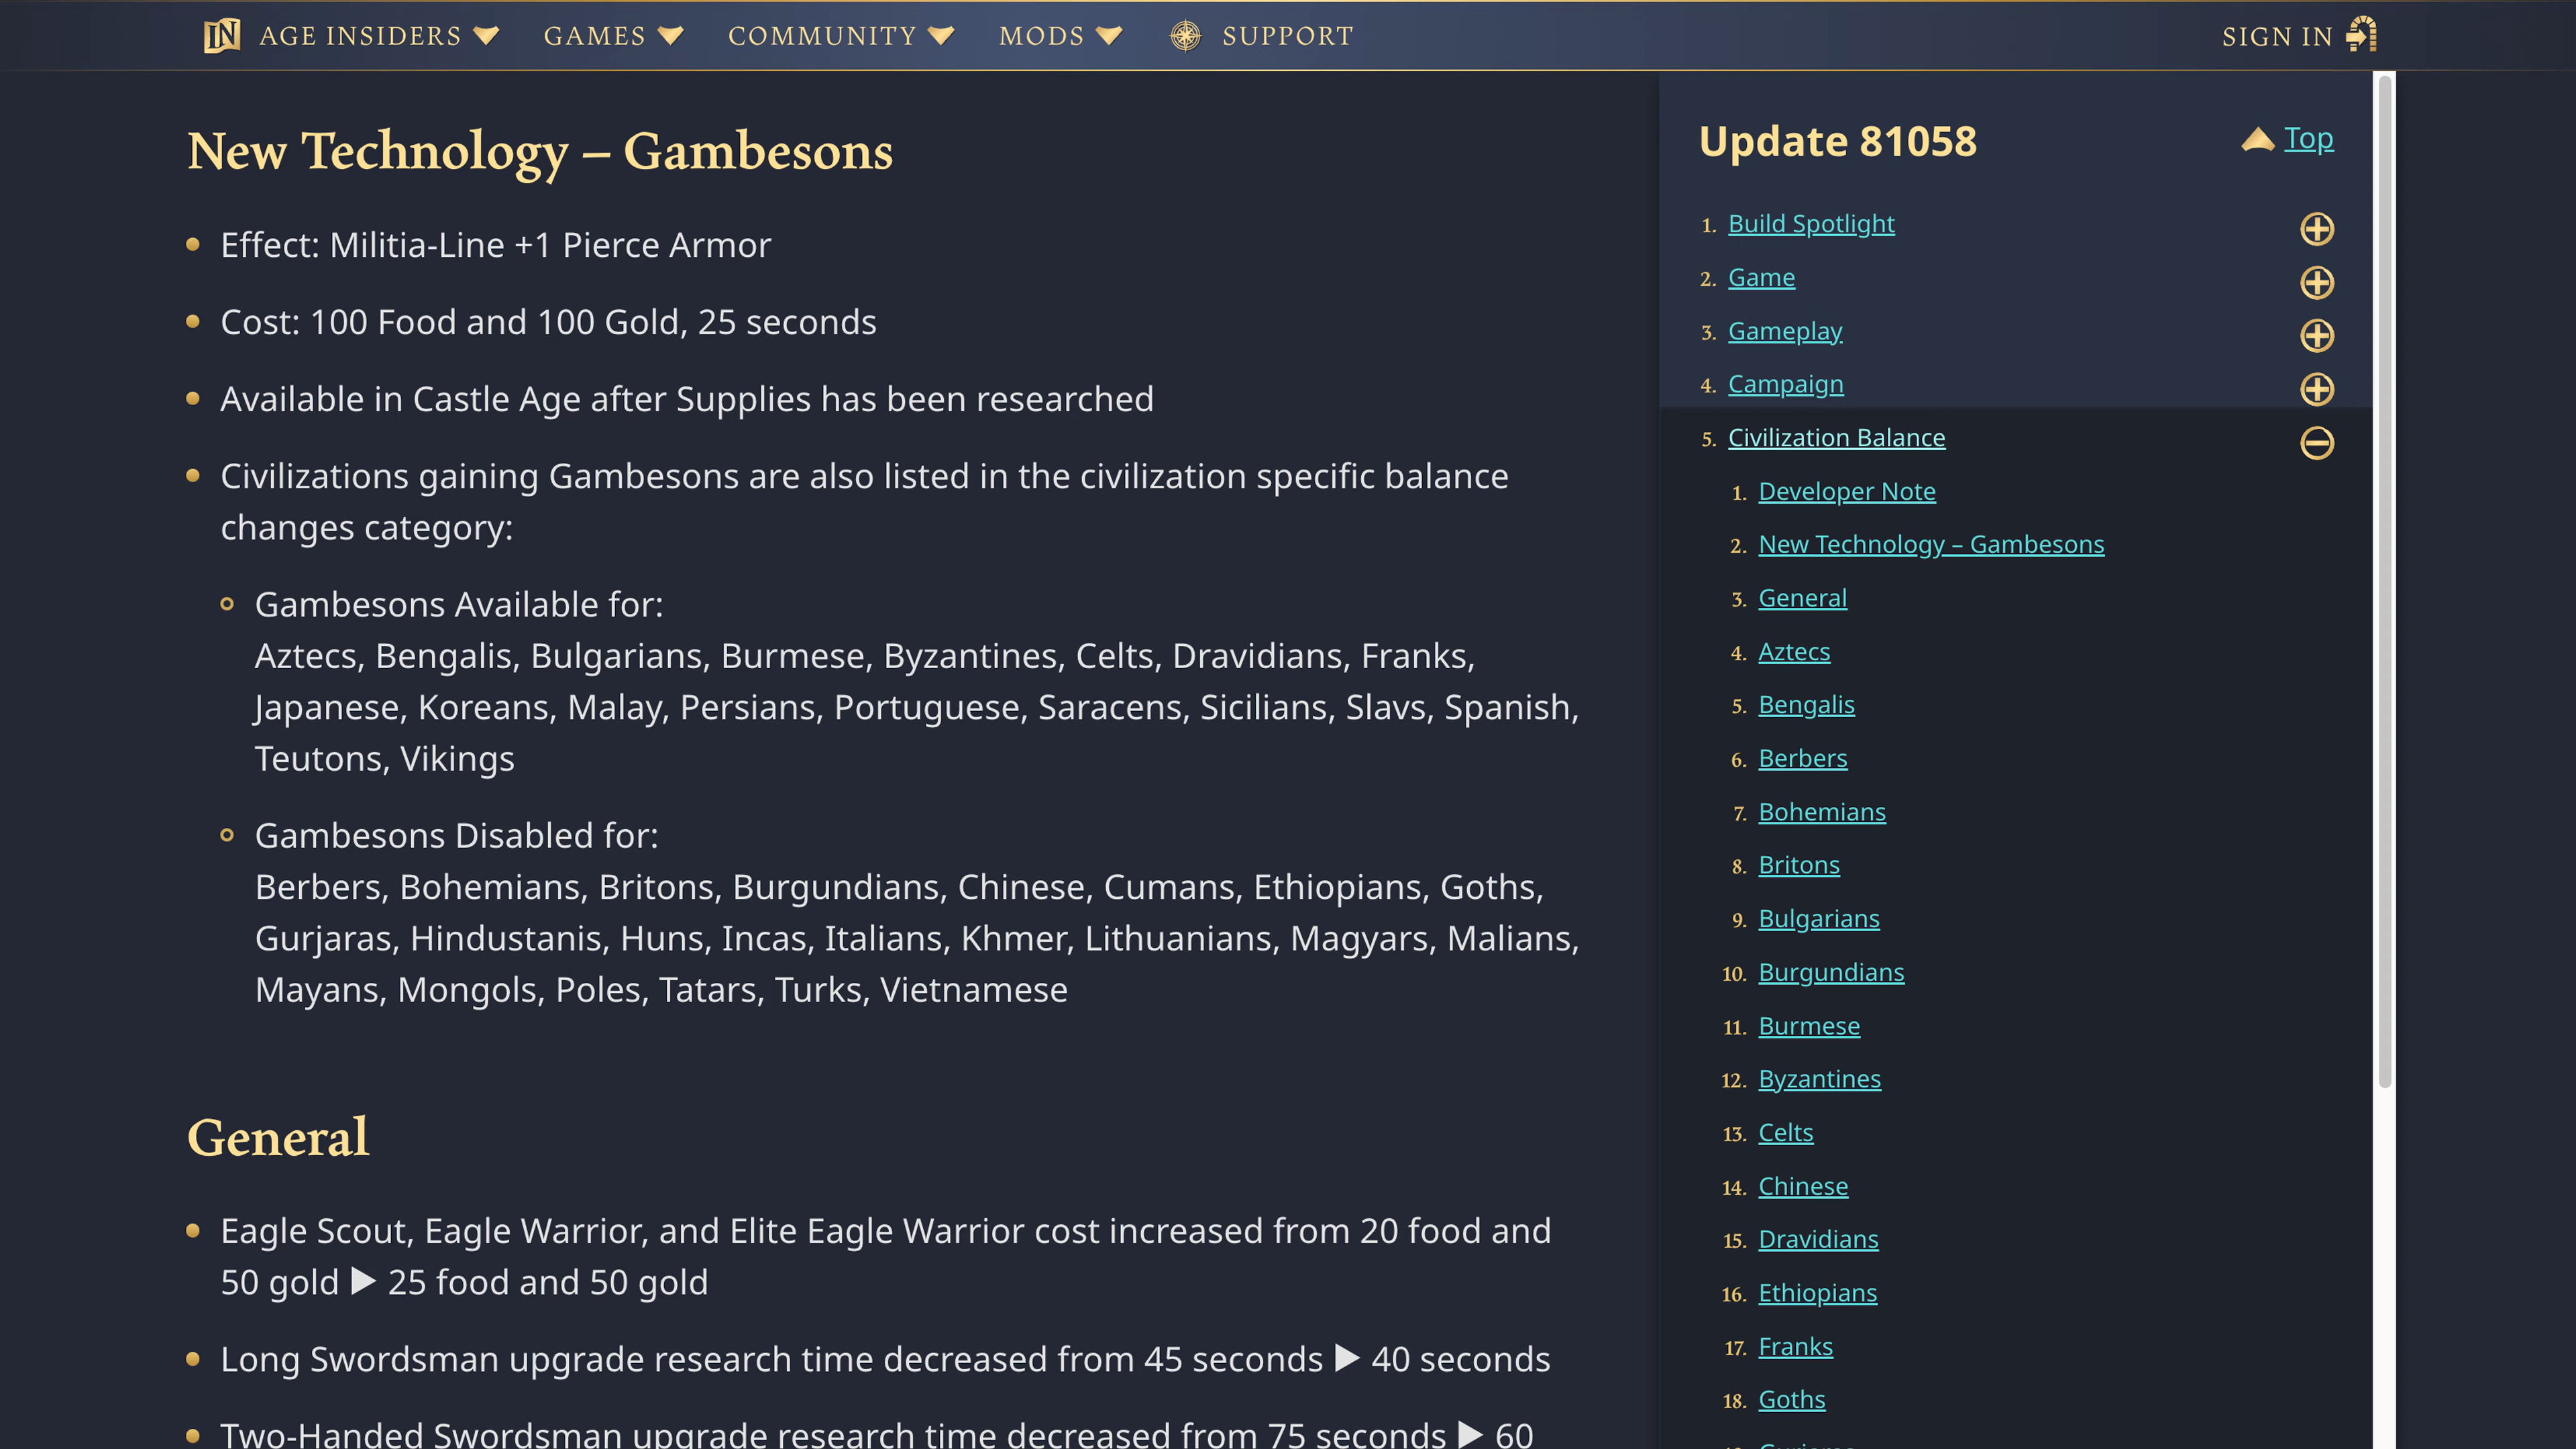 AGE INSIDERS GAMES COMMUNITY MODS SUPPORT SIGN IN
New Technology – Gambesons
Effect: Militia-Line +1 Pierce Armor
Cost: 100 Food and 100 Gold, 25 seconds
Available in Castle Age after Supplies has been researched
Civilizations gaining Gambesons are also listed in the civilization specific balance
changes category:
Gambesons Available for:
Aztecs, Bengalis, Bulgarians, Burmese, Byzantines, Celts, Dravidians, Franks,
Japanese, Koreans, Malay, Persians, Portuguese, Saracens, Sicilians, Slavs, Spanish,
Teutons, Vikings
Gambesons Disabled for:
Berbers, Bohemians, Britons, Burgundians, Chinese, Cumans, Ethiopians, Goths,
Gurjaras, Hindustanis, Huns, Incas, Italians, Khmer, Lithuanians, Magyars, Malians,
Mayans, Mongols, Poles, Tatars, Turks, Vietnamese
General
Eagle Scout, Eagle Warrior, and Elite Eagle Warrior cost increased from 20 food and
50 gold ▶ 25 food and 50 gold
Long Swordsman upgrade research time decreased from 45 seconds ▶ 40 seconds
Two-Handed Swordsman upgrade research time decreased from 75 seconds ▶ 60
Update 81058 Top
1. Build Spotlight
2. Game
3. Gameplay
4. Campaign
5. Civilization Balance
1. Developer Note
2. New Technology – Gambesons
3. General
4. Aztecs
5. Bengalis
6. Berbers
7. Bohemians
8. Britons
9. Bulgarians
10. Burgundians
11. Burmese
12. Byzantines
13. Celts
14. Chinese
15. Dravidians
16. Ethiopians
17. Franks
18. Goths